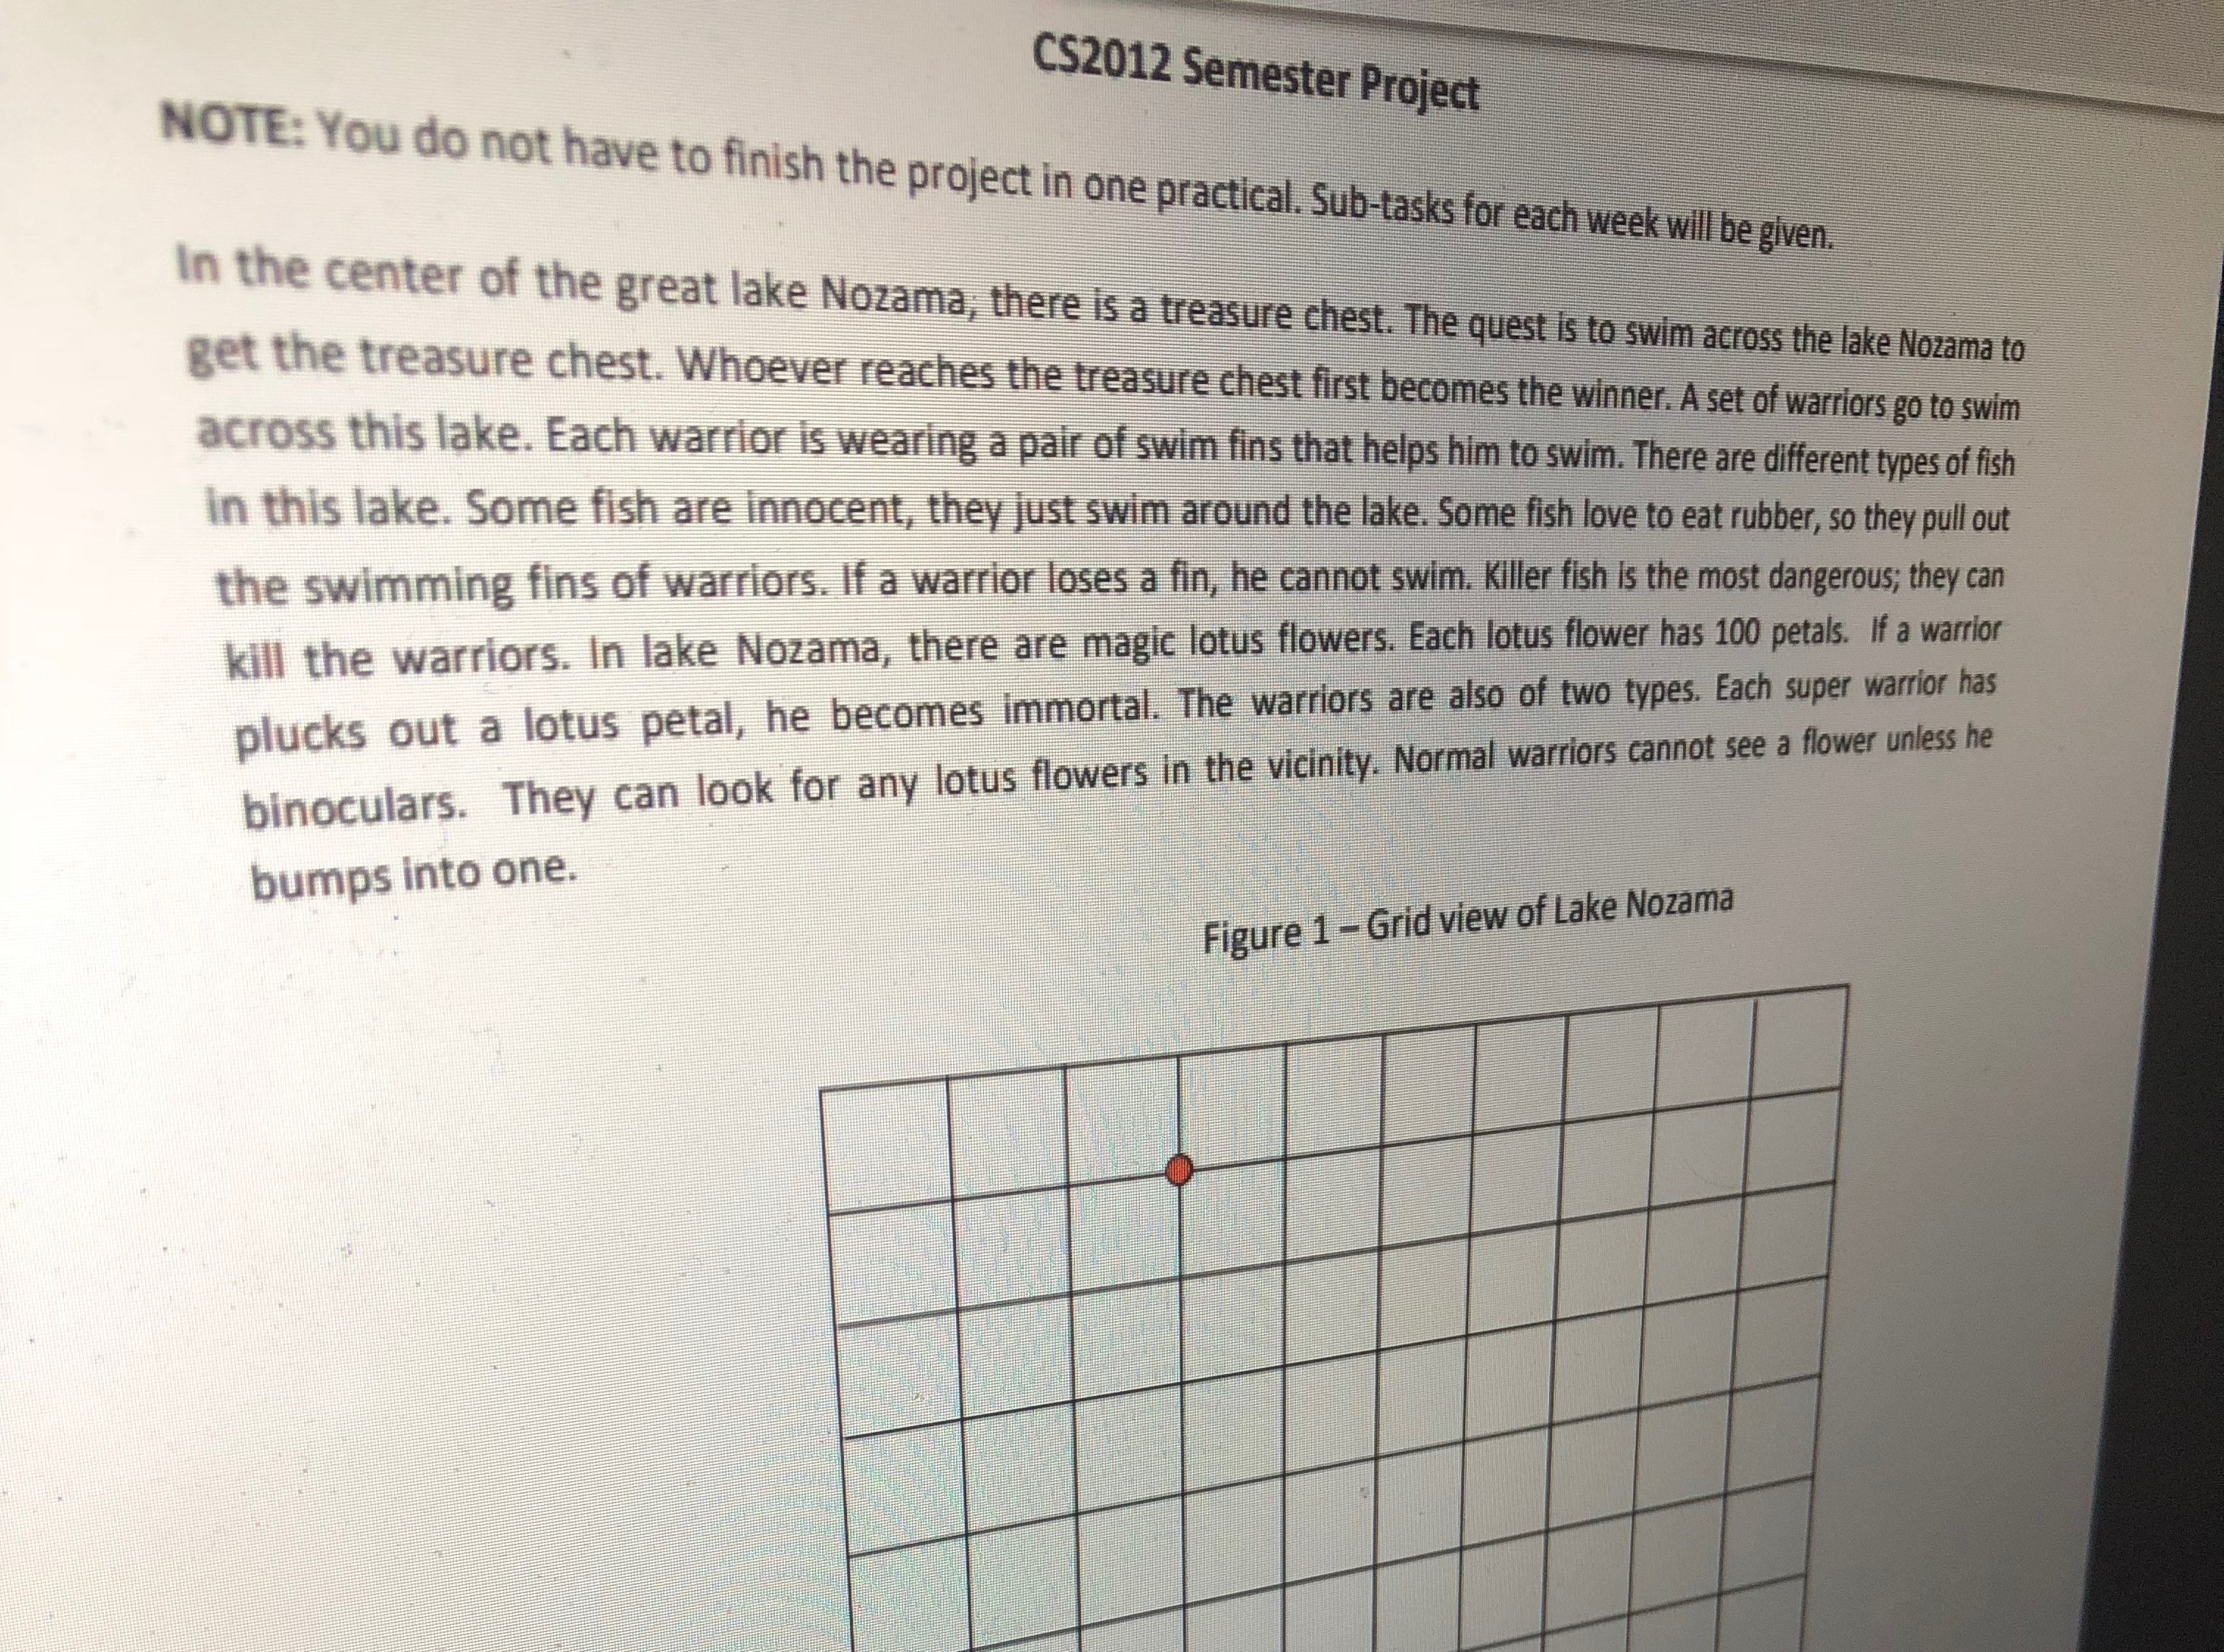 CS2012 Semester Project
NOTE: You do not have to finish the project in one practical. Sub-tasks for each week will be given.
In the center of the great lake Nozama, there is a treasure chest. The quest is to swim across the lake Nozama to
get the treasure chest. Whoever reaches the treasure chest first becomes the winner. A set of warriors go to swim
across this lake. Each warrior is wearing a pair of swim fins that helps him to swim. There are different types of fish
in this lake. Some fish are innocent, they just swim around the lake. Some fish love to eat rubber, so they pull out
the swimming fins of warriors. If a warrior loses a fin, he cannot swim. Killer fish is the most dangerous; they can
kill the warriors. In lake Nozama, there are magic lotus flowers. Each lotus flower has 100 petals. If a warrior
plucks out a lotus petal, he becomes immortal. The warriors are also of two types. Each super warrior has
binoculars. They can look for any lotus flowers in the vicinity. Normal warriors cannot see a flower unless he
bumps into one.
Figure 1 – Grid view of Lake Nozama